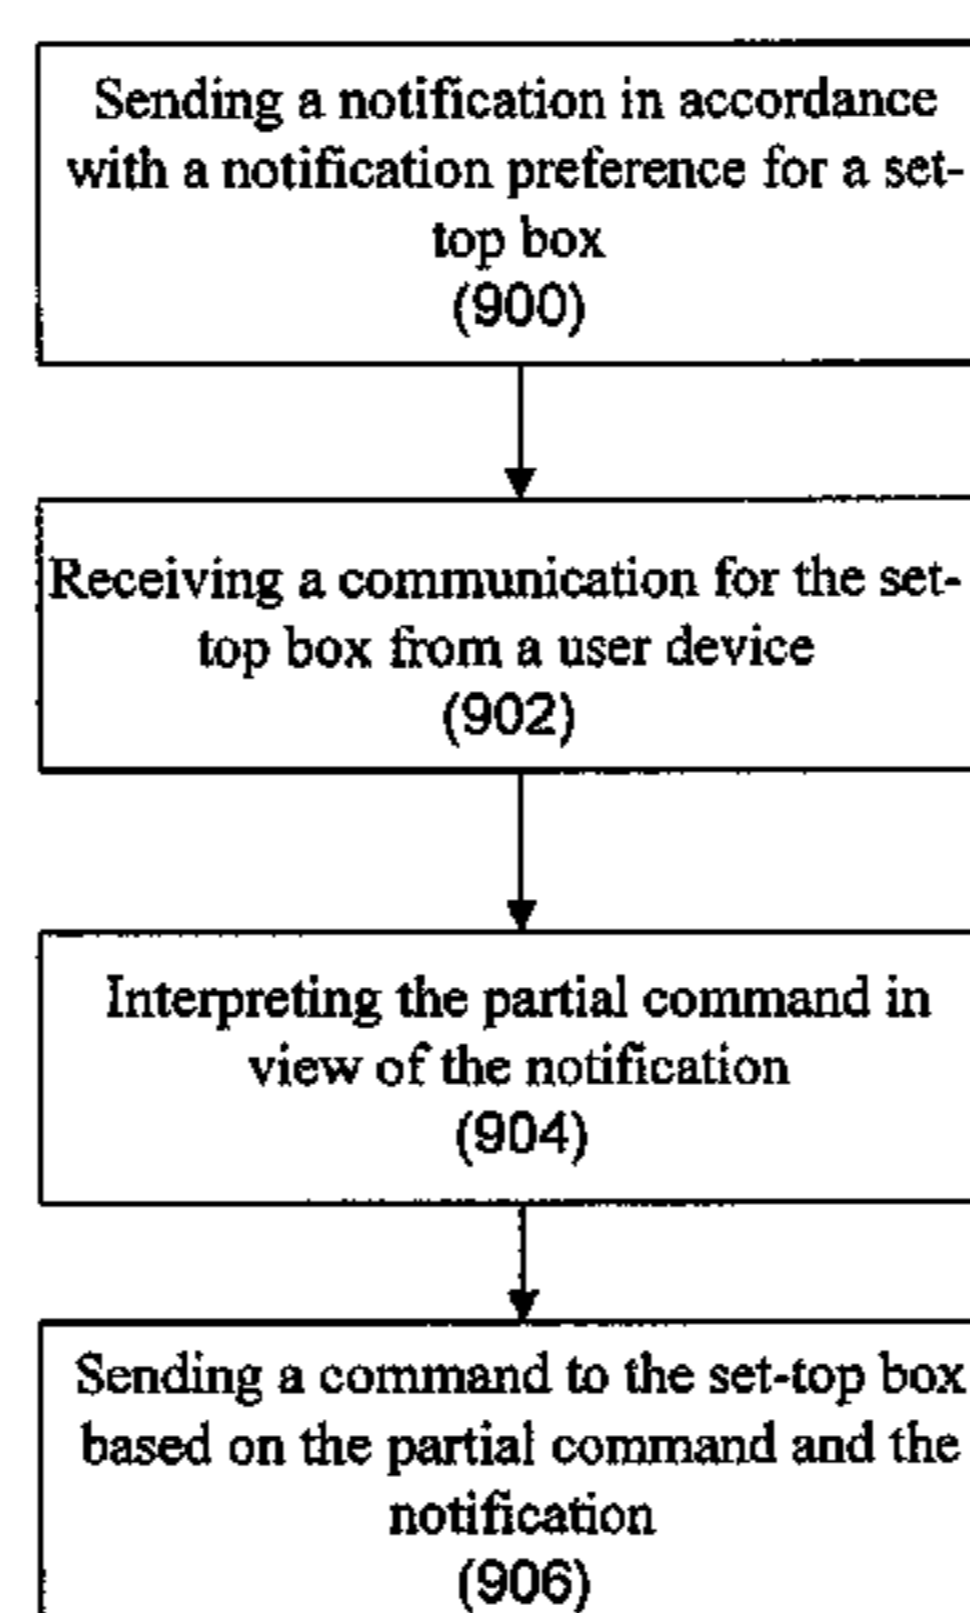 Sending a notification in accordance
with a notification preference for a set-
top box
(900)
Receiving a communication for the set-
top box from a user device
(902)
Interpreting the partial command in
view of the notification
(904)
Sending a command to the set-top box
based on the partial command and the
notification
(906)